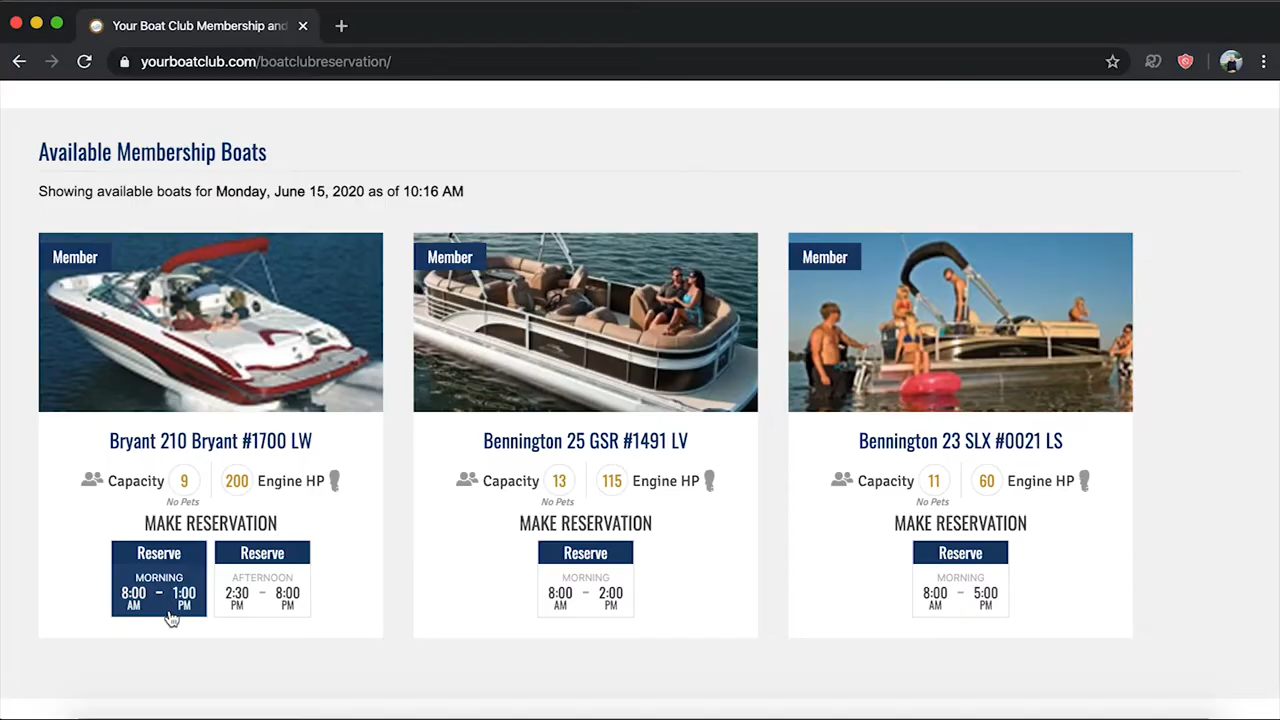 Your Boat Club Membership and
yourboatclub.com/boatclubreservation/
Available Membership Boats
Showing available boats for Monday, June 15, 2020 as of 10:16 AM
Member
Member
Member
Bryant 210 Bryant #1700 LW
Capacity 9
200 Engine HP
No Pets
MAKE RESERVATION
Reserve
MORNING
8:00 AM - 1:00 PM
Reserve
AFTERNOON
2:30 PM - 8:00 PM
Bennington 25 GSR #1491 LV
Capacity 13
115 Engine HP
No Pets
MAKE RESERVATION
Reserve
MORNING
8:00 AM - 2:00 PM
Bennington 23 SLX #0021 LS
Capacity 11
60 Engine HP
No Pets
MAKE RESERVATION
Reserve
MORNING
8:00 AM - 5:00 PM